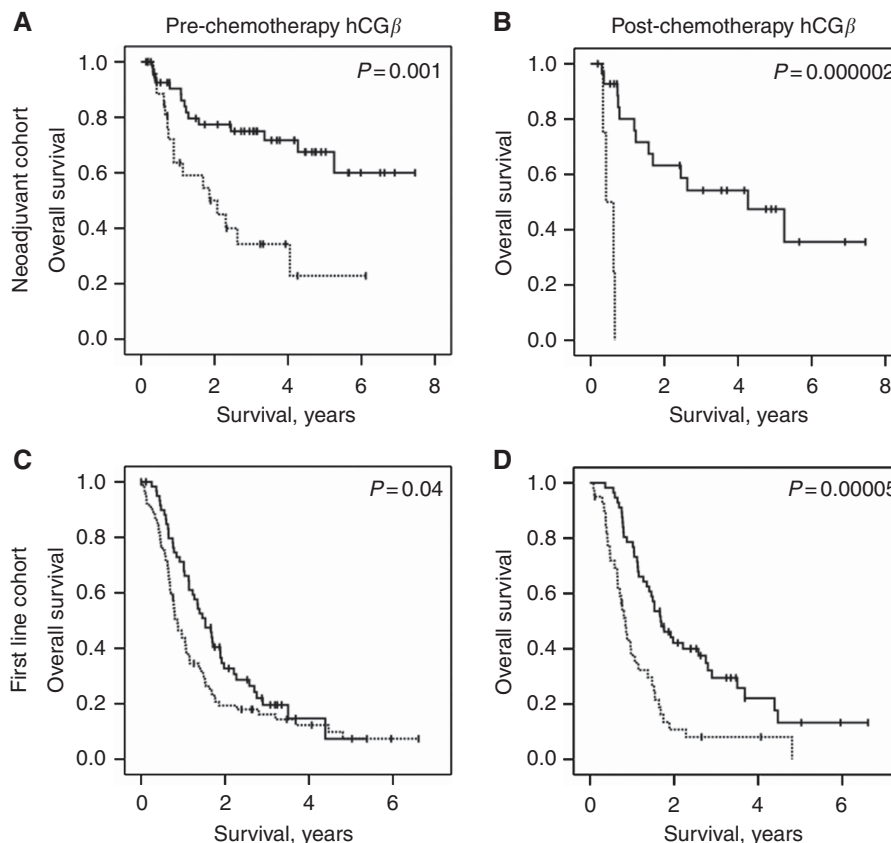 A Pre-chemotherapy hCGβ
P = 0.001
Neoadjuvant cohort
Overall survival
1.0
0.8
0.6
0.4
0.2
0.0
0 2 4 6 8
Survival, years
B Post-chemotherapy hCGβ
P = 0.000002
Overall survival
1.0
0.8
0.6
0.4
0.2
0.0
0 2 4 6 8
Survival, years
C
P = 0.04
First line cohort
Overall survival
1.0
0.8
0.6
0.4
0.2
0.0
0 2 4 6
Survival, years
D
P = 0.00005
Overall survival
1.0
0.8
0.6
0.4
0.2
0.0
0 2 4 6
Survival, years